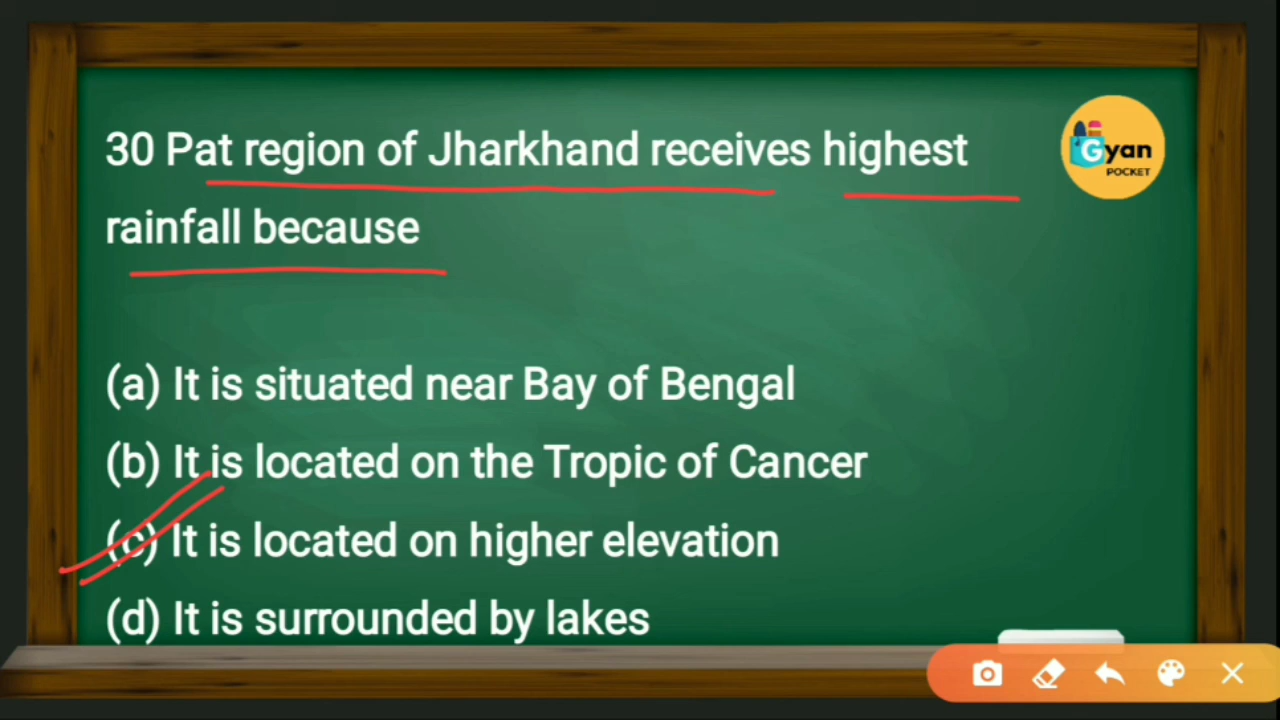 30 Pat region of Jharkhand receives highest
rainfall because
Gyan
POCKET
(a) It is situated near Bay of Bengal
(b) It is located on the Tropic of Cancer
(c) It is located on higher elevation
(d) It is surrounded by lakes